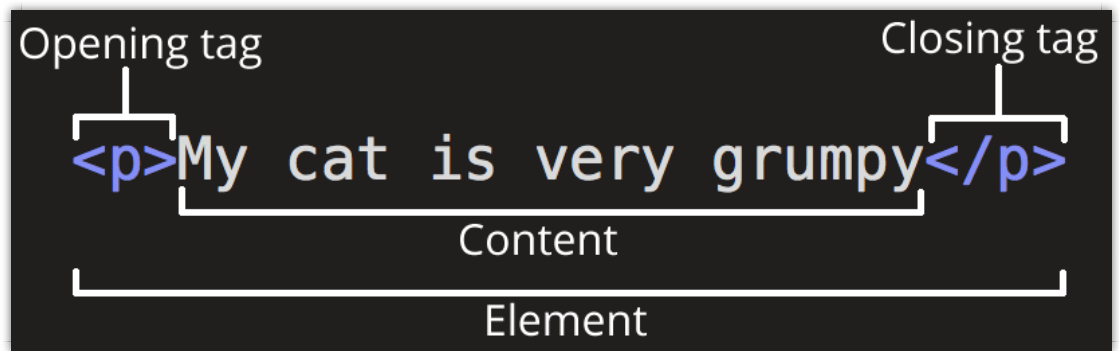 Opening tag
Closing tag
<p>My cat is very grumpy</p>
Content
Element